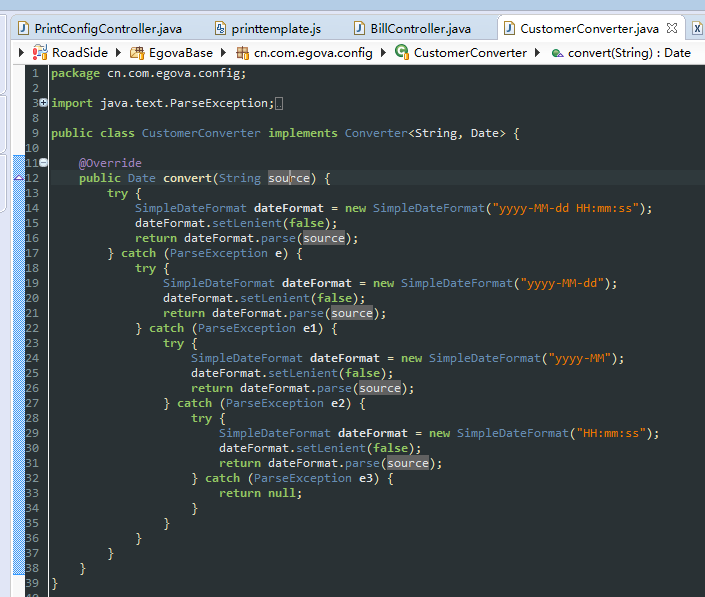 PrintConfigController.java printtemplate.js BillController.java CustomerConverter.java
RoadSide EgovaBase cn.com.egova.config CustomerConverter convert(String) : Date
1 package cn.com.egova.config;
2
3 import java.text.ParseException;
8
9 public class CustomerConverter implements Converter<String, Date> {
10
11 @Override
12 public Date convert(String source) {
13 try {
14 SimpleDateFormat dateFormat = new SimpleDateFormat("yyyy-MM-dd HH:mm:ss");
15 dateFormat.setLenient(false);
16 return dateFormat.parse(source);
17 } catch (ParseException e) {
18 try {
19 SimpleDateFormat dateFormat = new SimpleDateFormat("yyyy-MM-dd");
20 dateFormat.setLenient(false);
21 return dateFormat.parse(source);
22 } catch (ParseException e1) {
23 try {
24 SimpleDateFormat dateFormat = new SimpleDateFormat("yyyy-MM");
25 dateFormat.setLenient(false);
26 return dateFormat.parse(source);
27 } catch (ParseException e2) {
28 try {
29 SimpleDateFormat dateFormat = new SimpleDateFormat("HH:mm:ss");
30 dateFormat.setLenient(false);
31 return dateFormat.parse(source);
32 } catch (ParseException e3) {
33 return null;
34 }
35 }
36 }
37 }
38 }
39 }